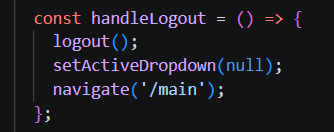 const handleLogout = () => {
  logout();
  setActiveDropdown(null);
  navigate('/main');
};